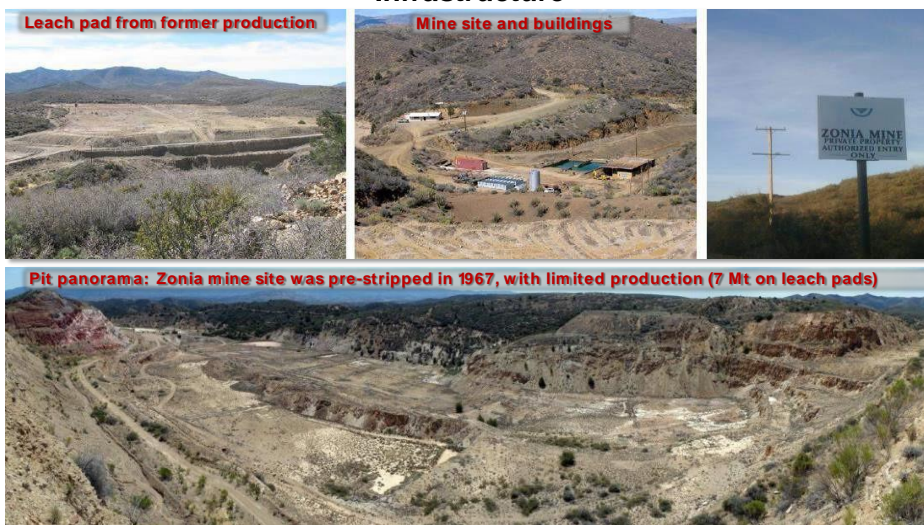 Infrastructure
Leach pad from former production
Mine site and buildings
ZONIA MINE
PRIVATE PROPERTY
AUTHORIZED ENTRY
ONLY
Pit panorama: Zonia mine site was pre-stripped in 1967, with limited production (7 Mt on leach pads)